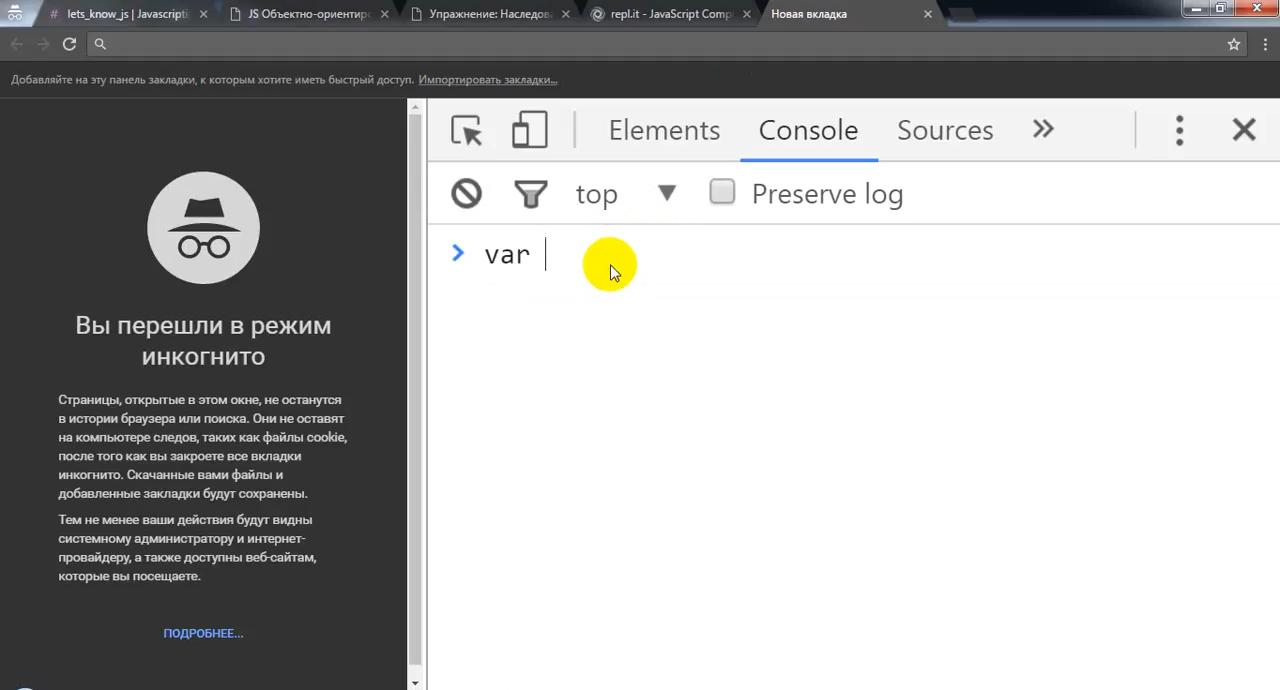 # lets_know_js | Javascripti
JS Объектно-ориентиро
Упражнение: Наследова
repl.it - JavaScript Comp
Новая вкладка
Добавляйте на эту панель закладки, к которым хотите иметь быстрый доступ. Импортировать закладки...
Elements Console Sources
top Preserve log
> var
Вы перешли в режим
инкогнито
Страницы, открытые в этом окне, не останутся
в истории браузера или поиска. Они не оставят
на компьютере следов, таких как файлы cookie,
после того как вы закроете все вкладки
инкогнито. Скачанные вами файлы и
добавленные закладки будут сохранены.
Тем не менее ваши действия будут видны
системному администратору и интернет-
провайдеру, а также доступны веб-сайтам,
которые вы посещаете.
ПОДРОБНЕЕ...